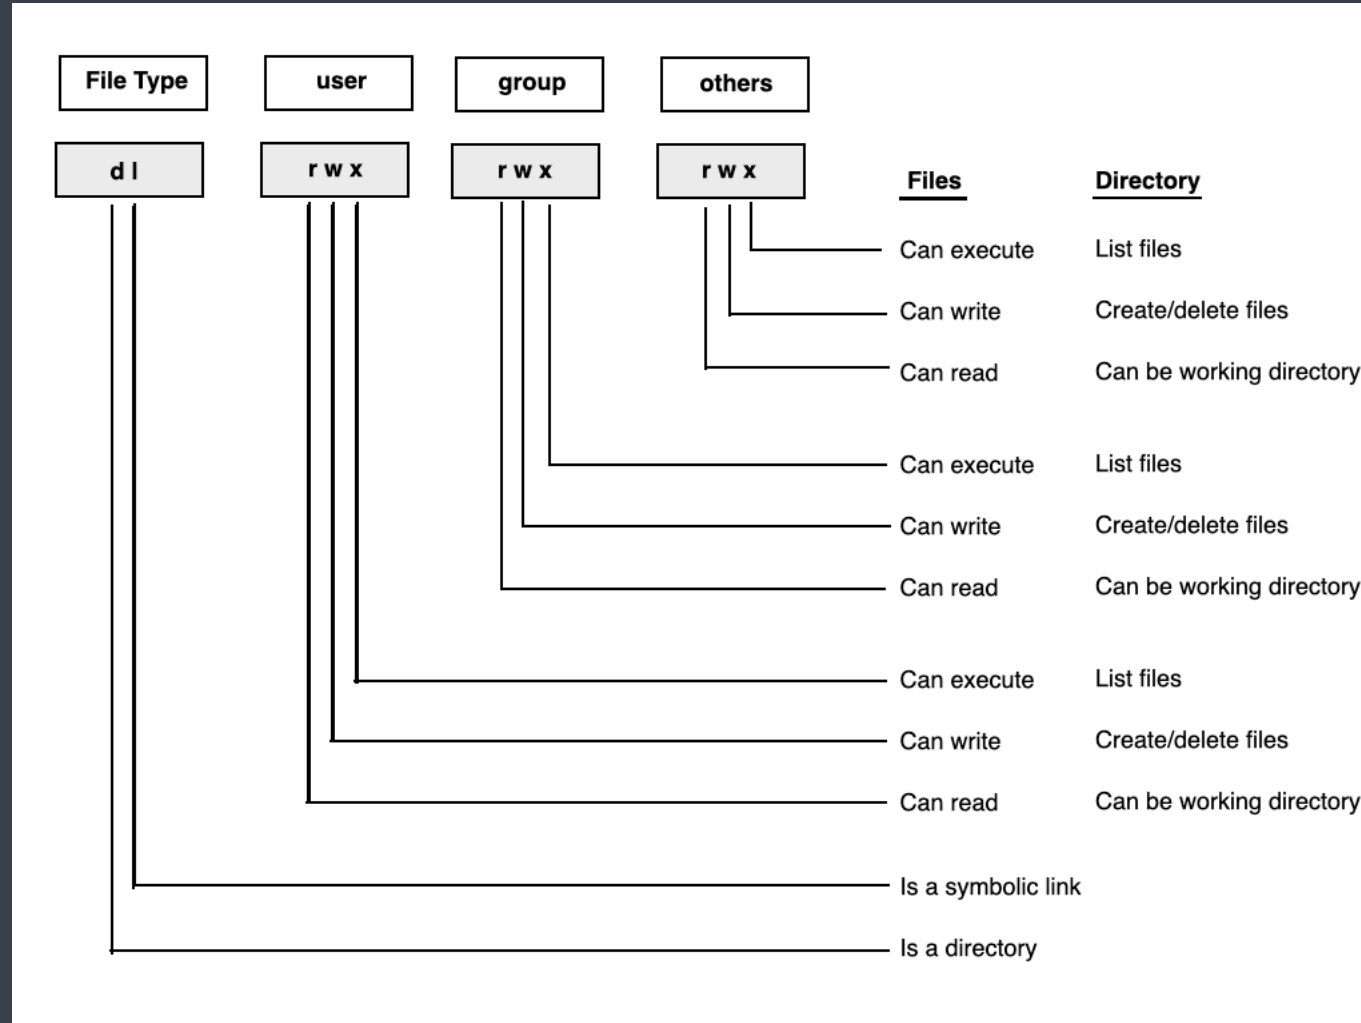 File Type user group others
d l r w x r w x r w x
Files Directory
Can execute List files
Can write Create/delete files
Can read Can be working directory
Can execute List files
Can write Create/delete files
Can read Can be working directory
Can execute List files
Can write Create/delete files
Can read Can be working directory
Is a symbolic link
Is a directory